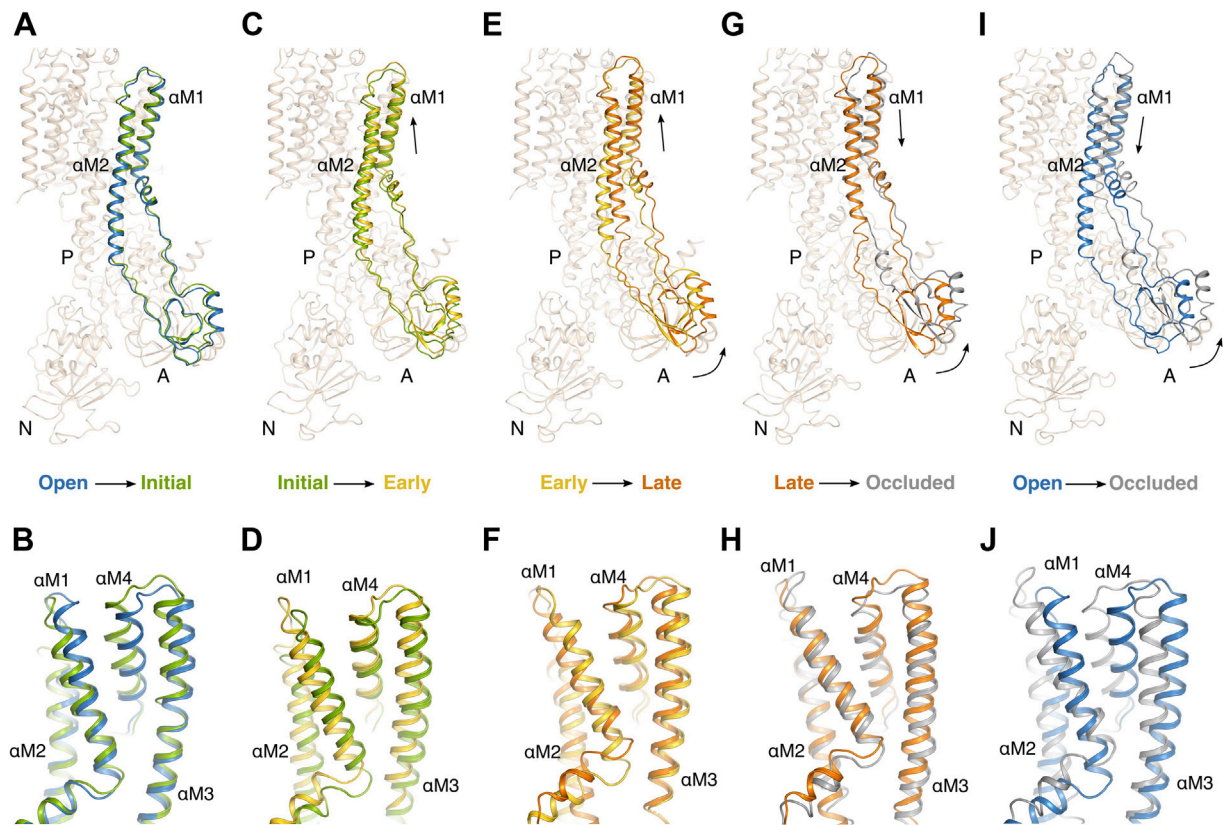 A C E G I
αM1 αM1 αM1 αM1 αM1
αM2 αM2 αM2 αM2 αM2
P P P P P
A A A A A
N N N N N
Open → Initial Initial → Early Early → Late Late → Occluded Open → Occluded
B D F H J
αM1 αM4 αM1 αM4 αM1 αM4 αM1 αM4 αM1 αM4
αM2 αM2 αM2 αM2 αM2
αM3 αM3 αM3 αM3 αM3